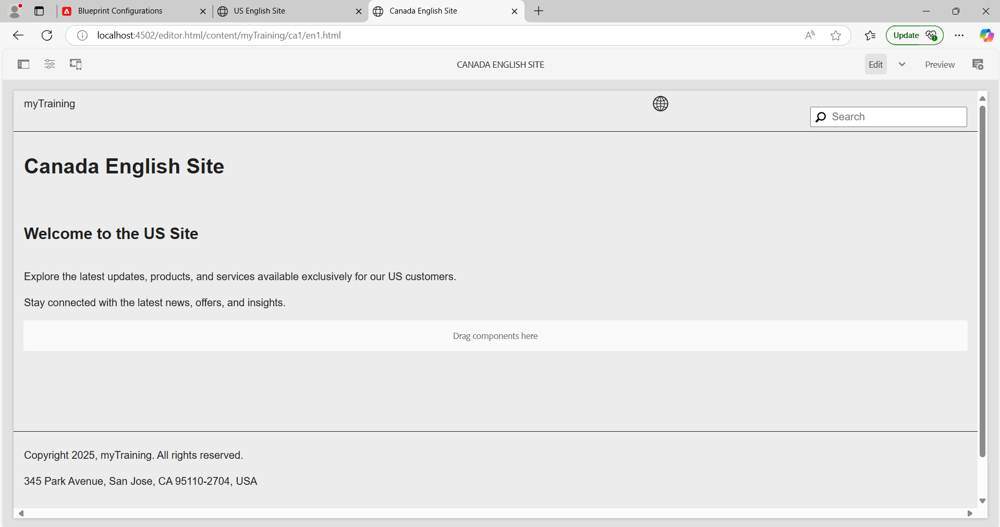 Blueprint Configurations
US English Site
Canada English Site
localhost:4502/editor.html/content/myTraining/ca1/en1.html
Update
CANADA ENGLISH SITE
Edit
Preview
myTraining
Search
Canada English Site
Welcome to the US Site
Explore the latest updates, products, and services available exclusively for our US customers.
Stay connected with the latest news, offers, and insights.
Drag components here
Copyright 2025, myTraining. All rights reserved.
345 Park Avenue, San Jose, CA 95110-2704, USA